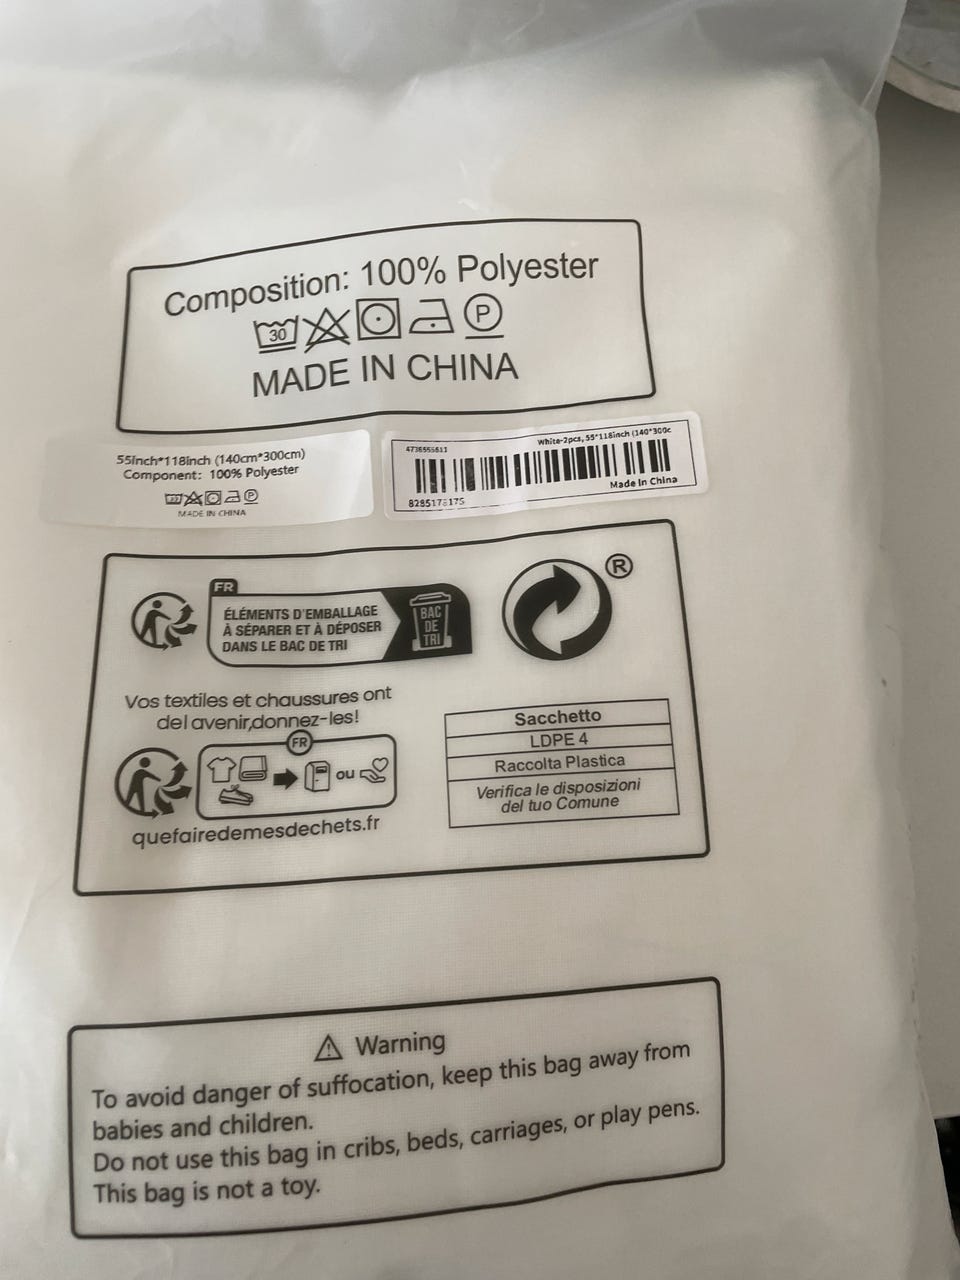 Composition: 100% Polyester
30
P
MADE IN CHINA
55inch*118inch (140cm*300cm)
Component: 100% Polyester
P
MADE IN CHINA
4736555611
White-2pcs, 55*118inch (140*300c
Made In China
FR
ÉLÉMENTS D'EMBALLAGE
À SÉPARER ET À DÉPOSER
DANS LE BAC DE TRI
BAC
DE
TRI
®
Vos textiles et chaussures ont
del avenir,donnez-les!
FR
ou
quefairedemesdechets.fr
Sacchetto
LDPE 4
Raccolta Plastica
Verifica le disposizioni
del tuo Comune
Warning
To avoid danger of suffocation, keep this bag away from
babies and children.
Do not use this bag in cribs, beds, carriages, or play pens.
This bag is not a toy.